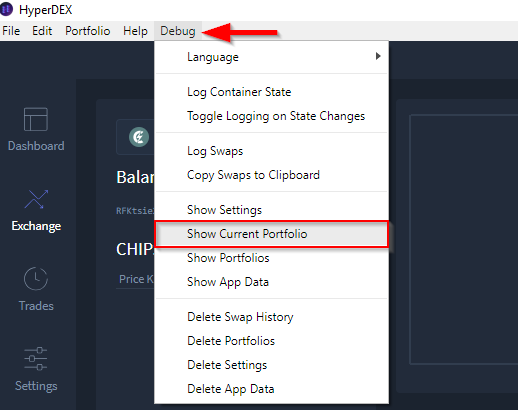 HyperDEX
File Edit Portfolio Help Debug
Language
Log Container State
Toggle Logging on State Changes
Log Swaps
Copy Swaps to Clipboard
Show Settings
Show Current Portfolio
Show Portfolios
Show App Data
Delete Swap History
Delete Portfolios
Delete Settings
Delete App Data
Dashboard
Exchange
Trades
Settings
Balan
RFKtsie
CHIP
Price K